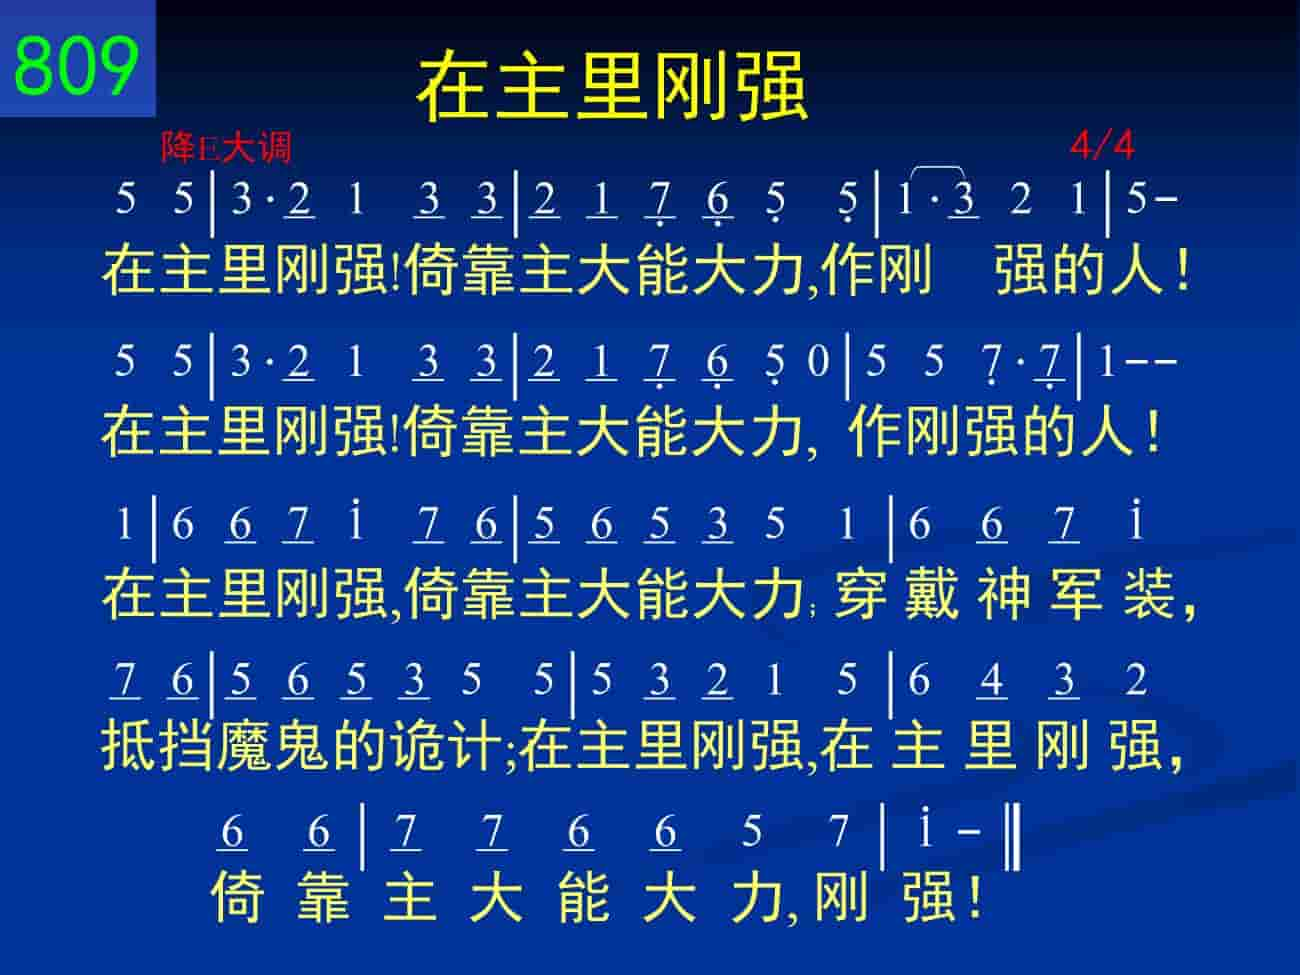 809
在主里刚强
降E大调 4/4
5 5|3·2 1 3 3|2 1 7 6 5 5|1·3 2 1|5-
在主里刚强!倚靠主大能大力,作刚 强的人!
5 5|3·2 1 3 3|2 1 7 6 5 0|5 5 7·7|1--
在主里刚强!倚靠主大能大力, 作刚强的人!
1|6 6 7 i 7 6|5 6 5 3 5 1|6 6 7 i
在主里刚强,倚靠主大能大力;穿 戴 神 军 装,
7 6|5 6 5 3 5 5|5 3 2 1 5|6 4 3 2
抵挡魔鬼的诡计;在主里刚强,在 主 里 刚 强,
6 6|7 7 6 6 5 7|i -‖
倚 靠 主 大 能 大 力,刚 强!